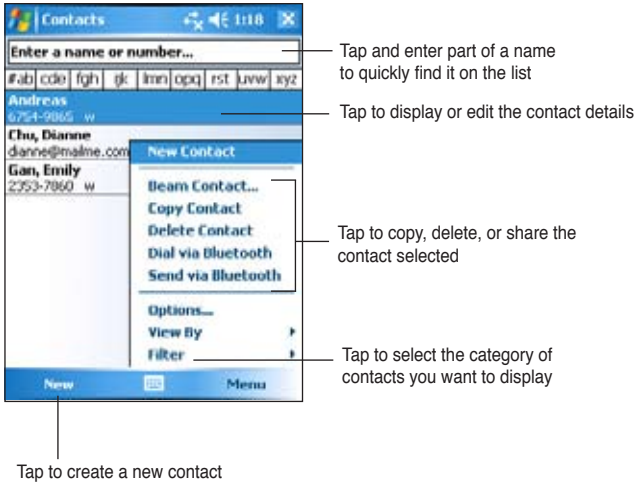 Contacts 1:18
Enter a name or number...
Tap and enter part of a name
to quickly find it on the list
#ab cde fgh ijk lmn opq rst uvw xyz
Andreas
6754-9865 w
Tap to display or edit the contact details
Chu, Dianne
dianne@mailme.com
Gan, Emily
2353-7860 w
New Contact
Beam Contact...
Copy Contact
Delete Contact
Dial via Bluetooth
Send via Bluetooth
Tap to copy, delete, or share the
contact selected
Options...
View By
Filter
Tap to select the category of
contacts you want to display
New Menu
Tap to create a new contact